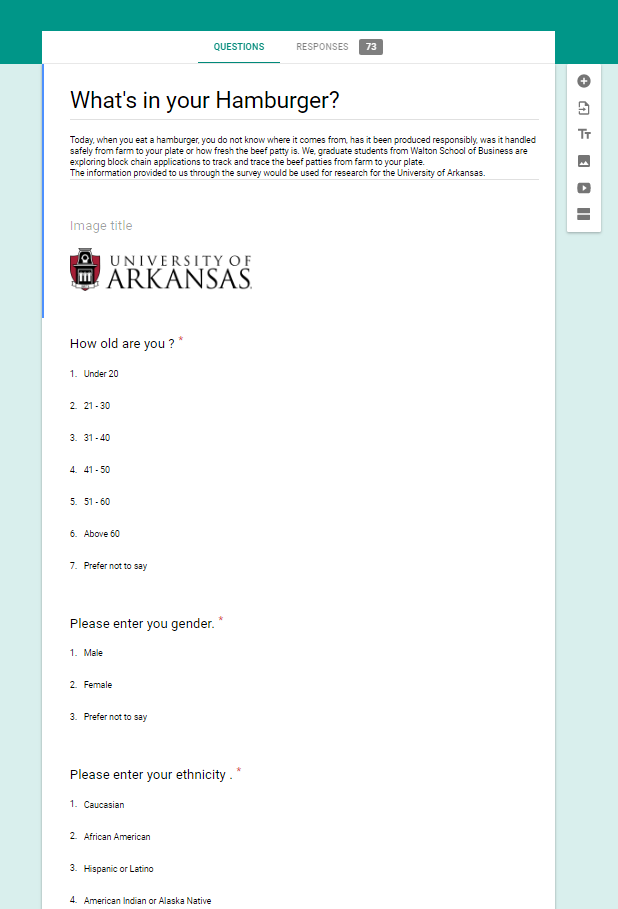 QUESTIONS RESPONSES 73
What's in your Hamburger?
Today, when you eat a hamburger, you do not know where it comes from, has it been produced responsibly, was it handled
safely from farm to your plate or how fresh the beef patty is. We, graduate students from Walton School of Business are
exploring block chain applications to track and trace the beef patties from farm to your plate.
The information provided to us through the survey would be used for research for the University of Arkansas.
Image title
UNIVERSITY OF
ARKANSAS
How old are you ? *
1. Under 20
2. 21 - 30
3. 31 - 40
4. 41 - 50
5. 51 - 60
6. Above 60
7. Prefer not to say
Please enter you gender. *
1. Male
2. Female
3. Prefer not to say
Please enter your ethnicity . *
1. Caucasian
2. African American
3. Hispanic or Latino
4. American Indian or Alaska Native